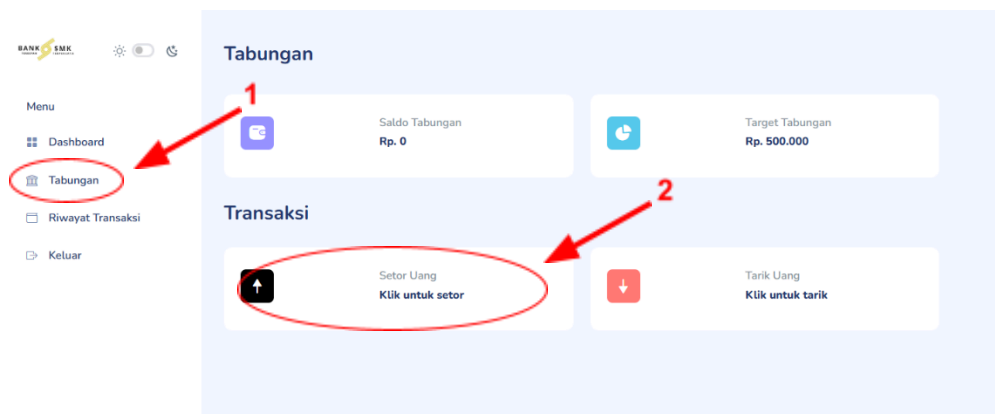 BANK SMK
Menu
Dashboard
Tabungan
Riwayat Transaksi
Keluar
Tabungan
1
Saldo Tabungan
Rp. 0
Target Tabungan
Rp. 500.000
Transaksi
2
Setor Uang
Klik untuk setor
Tarik Uang
Klik untuk tarik